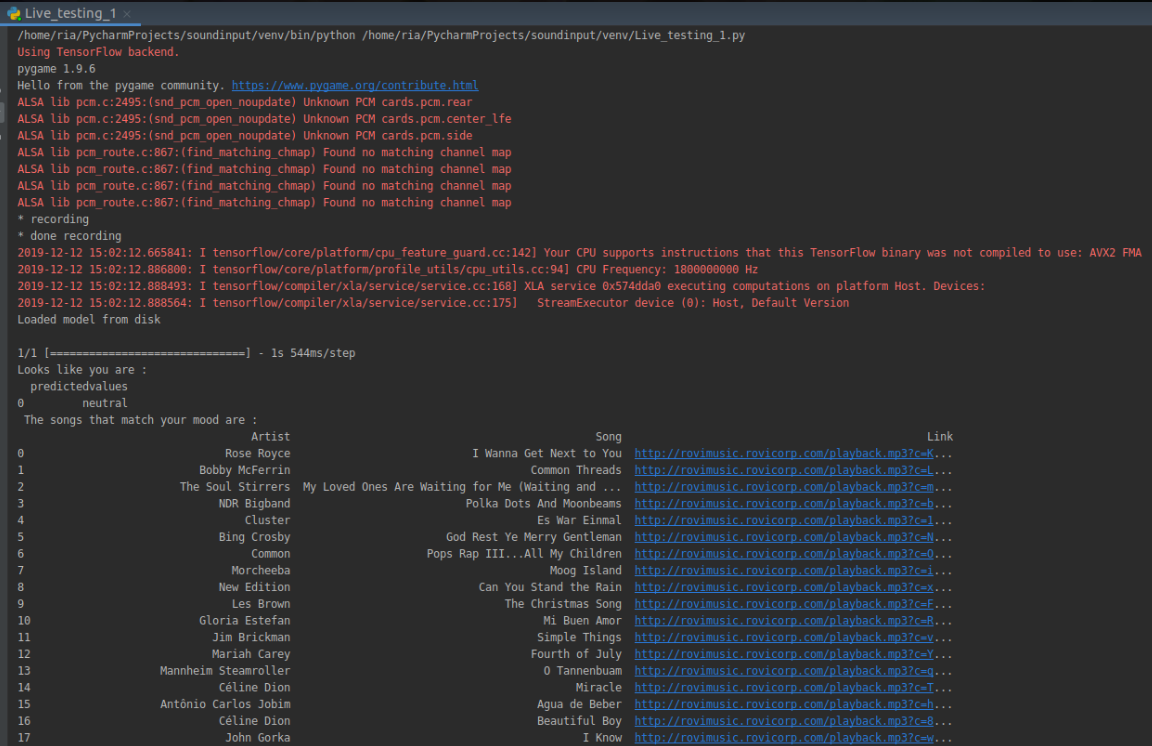 Live_testing_1 ×
/home/ria/PycharmProjects/soundinput/venv/bin/python /home/ria/PycharmProjects/soundinput/venv/Live_testing_1.py
Using TensorFlow backend.
pygame 1.9.6
Hello from the pygame community. https://www.pygame.org/contribute.html
ALSA lib pcm.c:2495:(snd_pcm_open_noupdate) Unknown PCM cards.pcm.rear
ALSA lib pcm.c:2495:(snd_pcm_open_noupdate) Unknown PCM cards.pcm.center_lfe
ALSA lib pcm.c:2495:(snd_pcm_open_noupdate) Unknown PCM cards.pcm.side
ALSA lib pcm_route.c:867:(find_matching_chmap) Found no matching channel map
ALSA lib pcm_route.c:867:(find_matching_chmap) Found no matching channel map
ALSA lib pcm_route.c:867:(find_matching_chmap) Found no matching channel map
ALSA lib pcm_route.c:867:(find_matching_chmap) Found no matching channel map
* recording
* done recording
2019-12-12 15:02:12.665841: I tensorflow/core/platform/cpu_feature_guard.cc:142] Your CPU supports instructions that this TensorFlow binary was not compiled to use: AVX2 FMA
2019-12-12 15:02:12.886800: I tensorflow/core/platform/profile_utils/cpu_utils.cc:94] CPU Frequency: 1800000000 Hz
2019-12-12 15:02:12.888493: I tensorflow/compiler/xla/service/service.cc:168] XLA service 0x574dda0 executing computations on platform Host. Devices:
2019-12-12 15:02:12.888564: I tensorflow/compiler/xla/service/service.cc:175]   StreamExecutor device (0): Host, Default Version
Loaded model from disk
1/1 [==============================] - 1s 544ms/step
Looks like you are :
predictedvalues
0 neutral
The songs that match your mood are :
Artist Song Link
0 Rose Royce I Wanna Get Next to You http://rovimusic.rovicorp.com/playback.mp3?c=K...
1 Bobby McFerrin Common Threads http://rovimusic.rovicorp.com/playback.mp3?c=L...
2 The Soul Stirrers My Loved Ones Are Waiting for Me (Waiting and ... http://rovimusic.rovicorp.com/playback.mp3?c=m...
3 NDR Bigband Polka Dots And Moonbeams http://rovimusic.rovicorp.com/playback.mp3?c=b...
4 Cluster Es War Einmal http://rovimusic.rovicorp.com/playback.mp3?c=1...
5 Bing Crosby God Rest Ye Merry Gentleman http://rovimusic.rovicorp.com/playback.mp3?c=N...
6 Common Pops Rap III...All My Children http://rovimusic.rovicorp.com/playback.mp3?c=Q...
7 Morcheeba Moog Island http://rovimusic.rovicorp.com/playback.mp3?c=i...
8 New Edition Can You Stand the Rain http://rovimusic.rovicorp.com/playback.mp3?c=x...
9 Les Brown The Christmas Song http://rovimusic.rovicorp.com/playback.mp3?c=F...
10 Gloria Estefan Mi Buen Amor http://rovimusic.rovicorp.com/playback.mp3?c=R...
11 Jim Brickman Simple Things http://rovimusic.rovicorp.com/playback.mp3?c=v...
12 Mariah Carey Fourth of July http://rovimusic.rovicorp.com/playback.mp3?c=Y...
13 Mannheim Steamroller O Tannenbuam http://rovimusic.rovicorp.com/playback.mp3?c=q...
14 Céline Dion Miracle http://rovimusic.rovicorp.com/playback.mp3?c=T...
15 Antônio Carlos Jobim Agua de Beber http://rovimusic.rovicorp.com/playback.mp3?c=h...
16 Céline Dion Beautiful Boy http://rovimusic.rovicorp.com/playback.mp3?c=8...
17 John Gorka I Know http://rovimusic.rovicorp.com/playback.mp3?c=w...